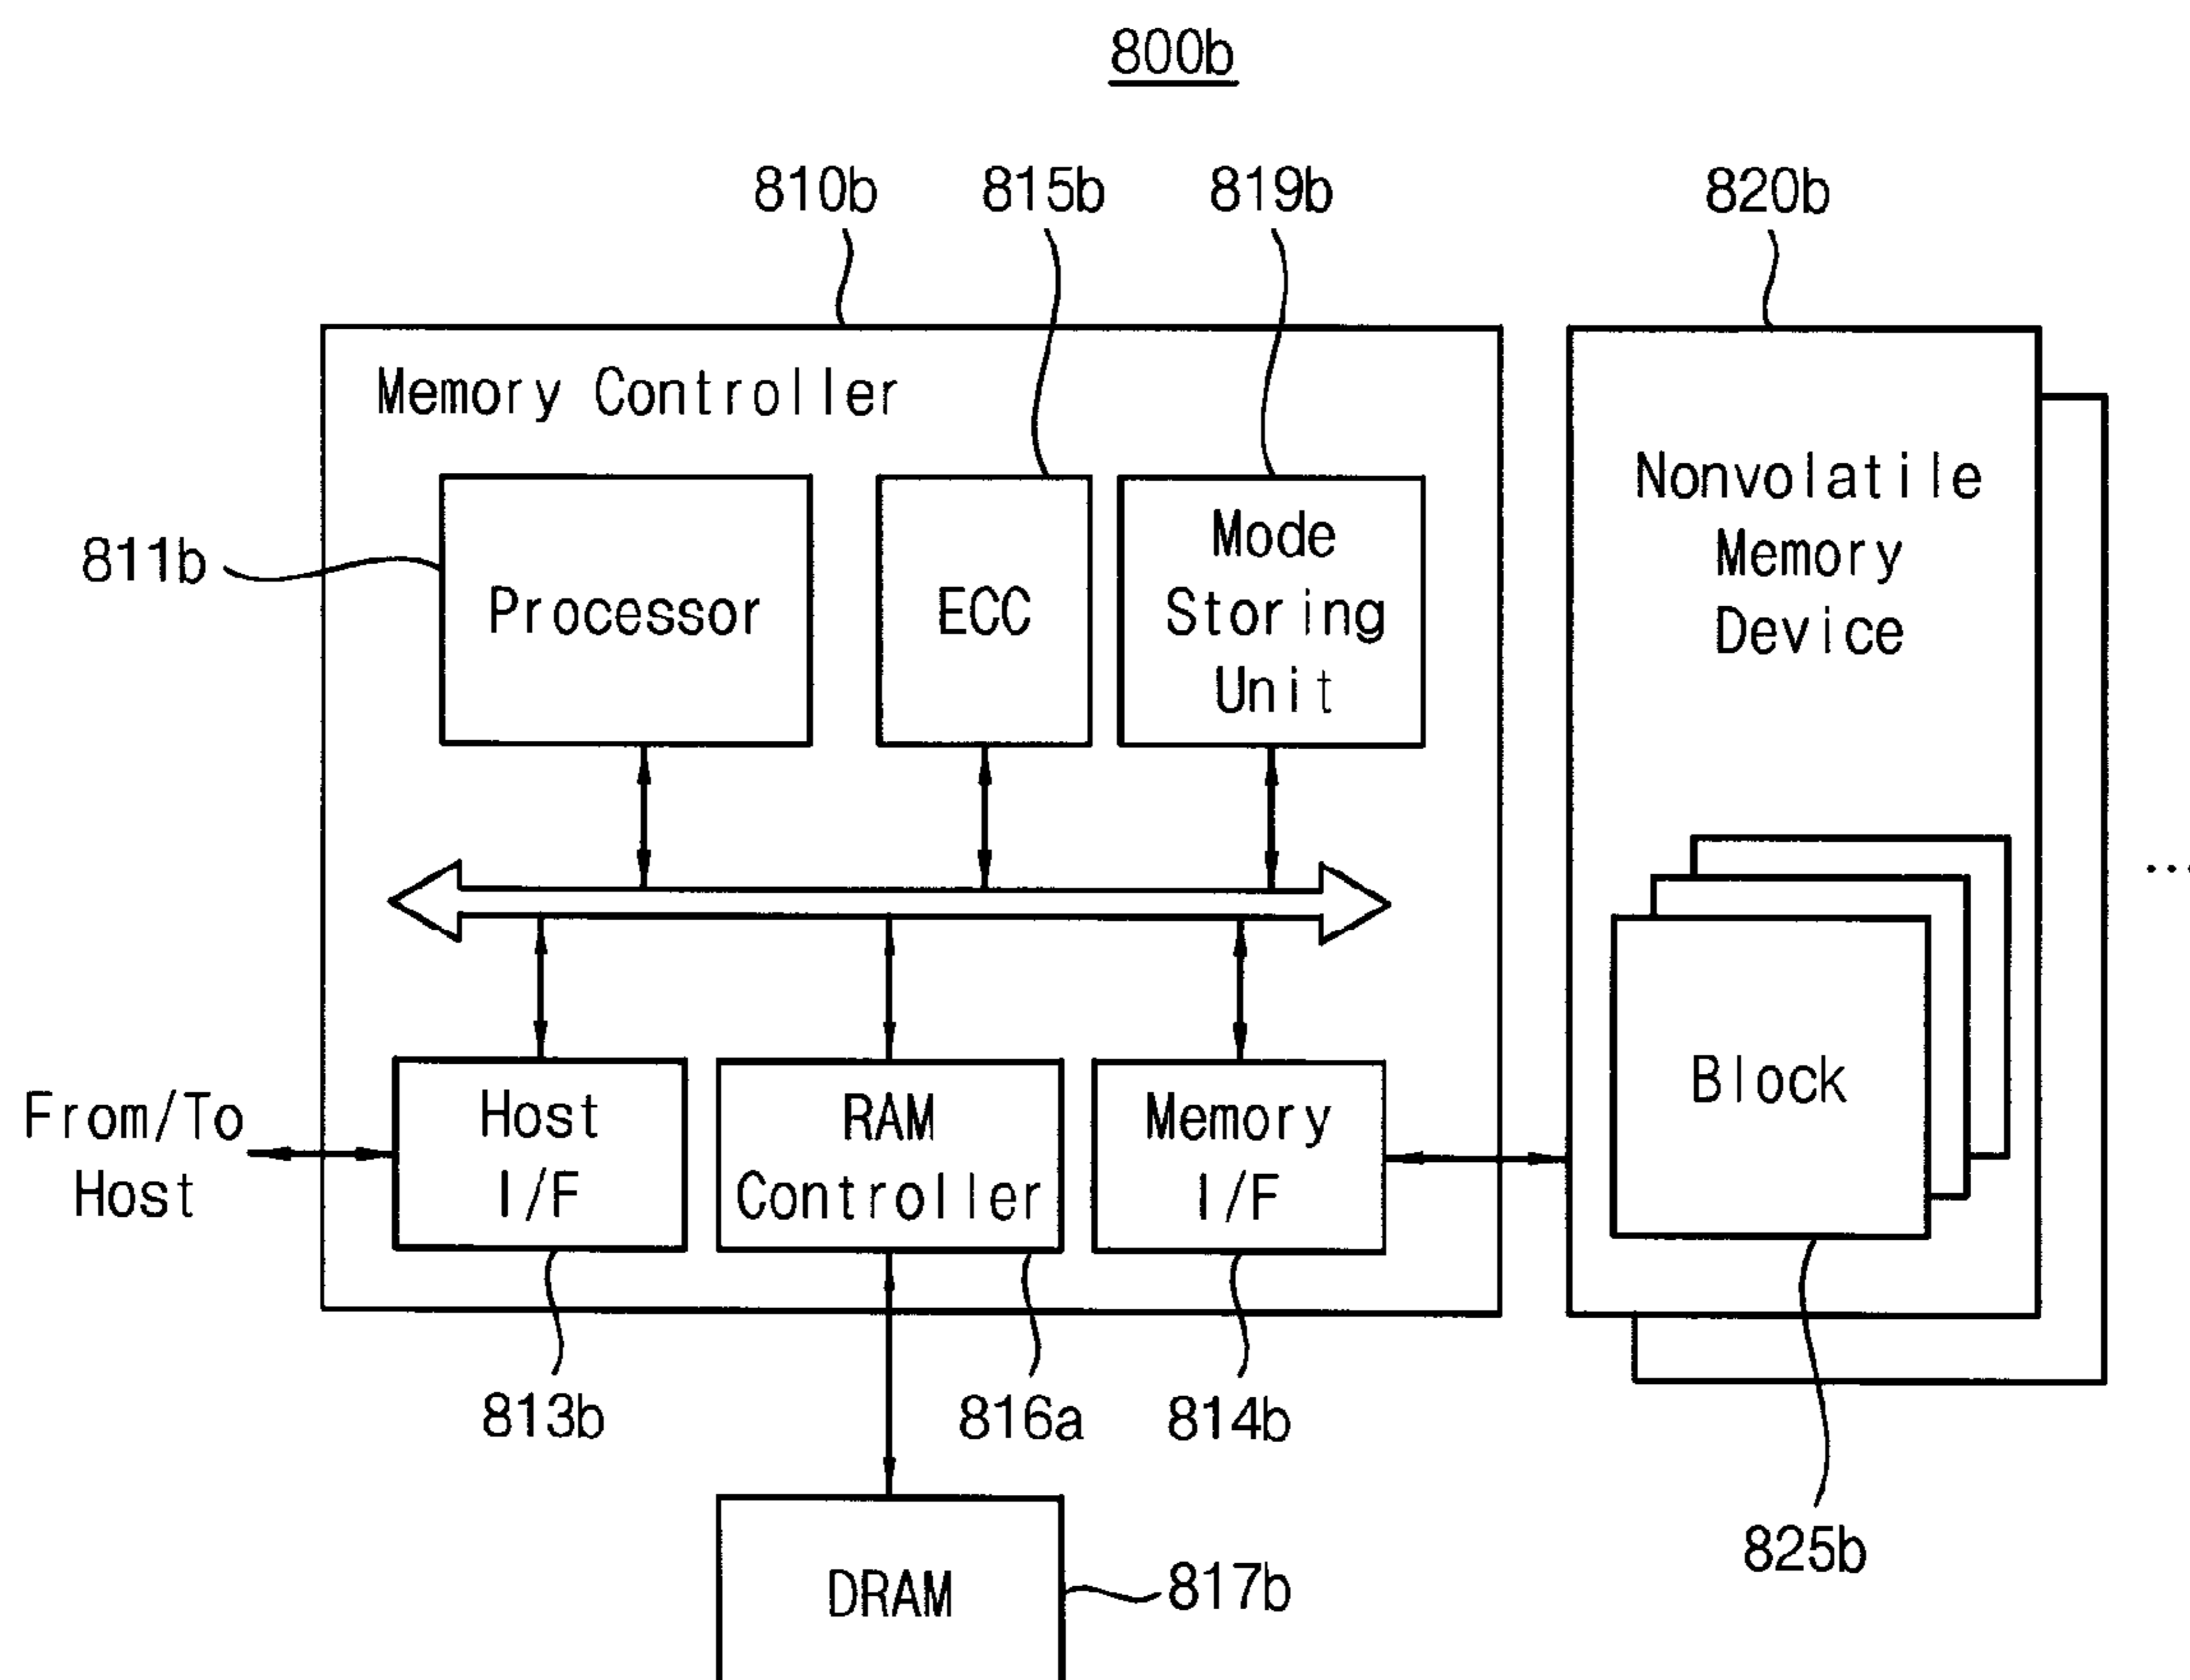 800b
810b
815b
819b
820b
Memory Controller
Nonvolatile
Memory
Device
811b
Processor
ECC
Mode
Storing
Unit
...
From/To
Host
Host
I/F
RAM
Controller
Memory
I/F
Block
813b
816a
814b
825b
DRAM
817b